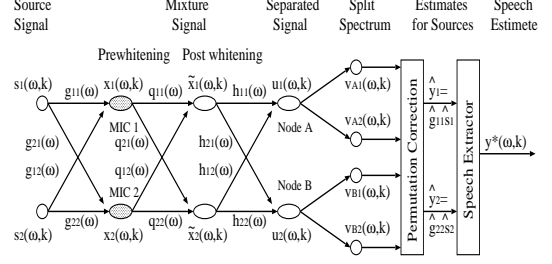 Source Signal
Mixture Signal
Separated Signal
Split Spectrum
Estimates for Sources
Speech Estimete
Prewhitening
Post whitening
s1(ω,k)
g11(ω)
x1(ω,k)
q11(ω)
x̃1(ω,k)
h11(ω)
u1(ω,k)
vA1(ω,k)
MIC 1
Node A
g21(ω)
q21(ω)
h21(ω)
vA2(ω,k)
g12(ω)
q12(ω)
h12(ω)
MIC 2
Node B
vB1(ω,k)
s2(ω,k)
g22(ω)
x2(ω,k)
q22(ω)
x̃2(ω,k)
h22(ω)
u2(ω,k)
vB2(ω,k)
Permutation Correction
ŷ1=
ĝ11ŝ1
ŷ2=
ĝ22ŝ2
Speech Extractor
y*(ω,k)